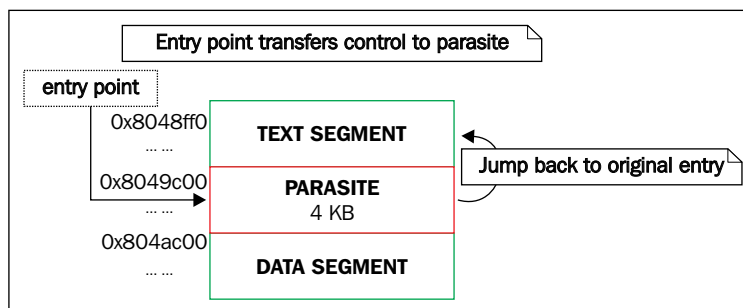 Entry point transfers control to parasite
entry point
0x8048ff0
... ...
TEXT SEGMENT
Jump back to original entry
0x8049c00
... ...
PARASITE
4 KB
0x804ac00
... ...
DATA SEGMENT